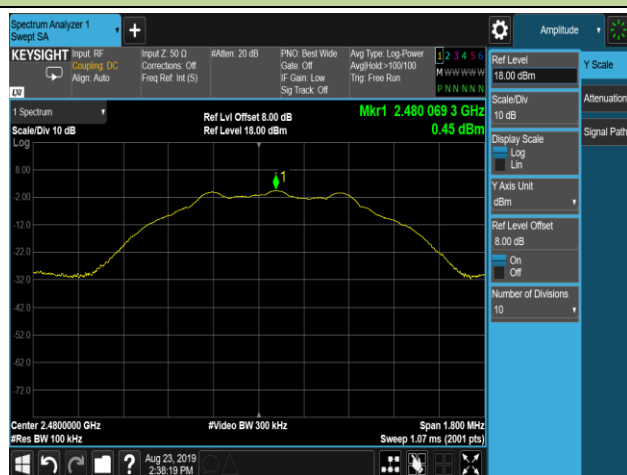 Spectrum Analyzer 1
Swept SA
+
Amplitude
KEYSIGHT
Input: RF
Coupling: DC
Align: Auto
Input Z: 50 Ω
Corrections: Off
Freq Ref: Int (S)
#Atten: 20 dB
PNO: Best Wide
Gate: Off
IF Gain: Low
Sig Track: Off
Avg Type: Log-Power
Avg|Hold:>100/100
Trig: Free Run
1 2 3 4 5 6
M W W W W W
P N N N N N
LXI
1 Spectrum
Scale/Div 10 dB
Log
Ref Lvl Offset 8.00 dB
Ref Level 18.00 dBm
Mkr1 2.480 069 3 GHz
0.45 dBm
8.00
-2.00
-12.0
-22.0
-32.0
-42.0
-52.0
-62.0
-72.0
1
Center 2.4800000 GHz
#Res BW 100 kHz
#Video BW 300 kHz
Span 1.800 MHz
Sweep 1.07 ms (2001 pts)
Ref Level
18.00 dBm
Scale/Div
10 dB
Display Scale
Log
Lin
Y Axis Unit
dBm
Ref Level Offset
8.00 dB
On
Off
Number of Divisions
10
Y Scale
Attenuation
Signal Path
?
Aug 23, 2019
2:38:19 PM